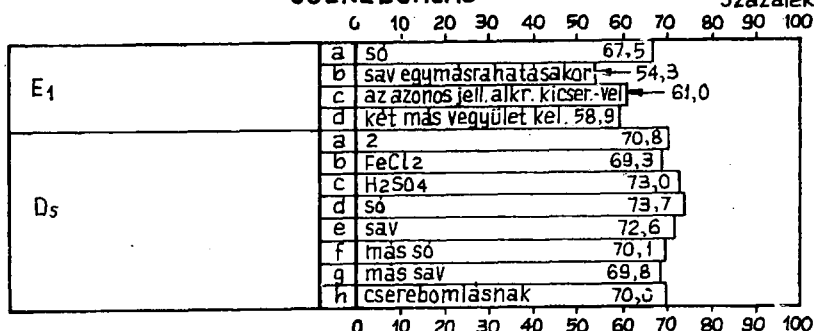 százalék
0 10 20 30 40 50 60 70 80 90 100
E1
a só 67,5
b sav egymásrahatásakor 54,3
c az azonos jell. alkr. kicser.-vel 61,0
d két más vegyület kel. 58,9
D5
a 2 70,8
b FeCl2 69,3
c H2SO4 73,0
d só 73,7
e sav 72,6
f más só 70,1
g más sav 69,8
h cserebomlásnak 70,0
0 10 20 30 40 50 60 70 80 90 100